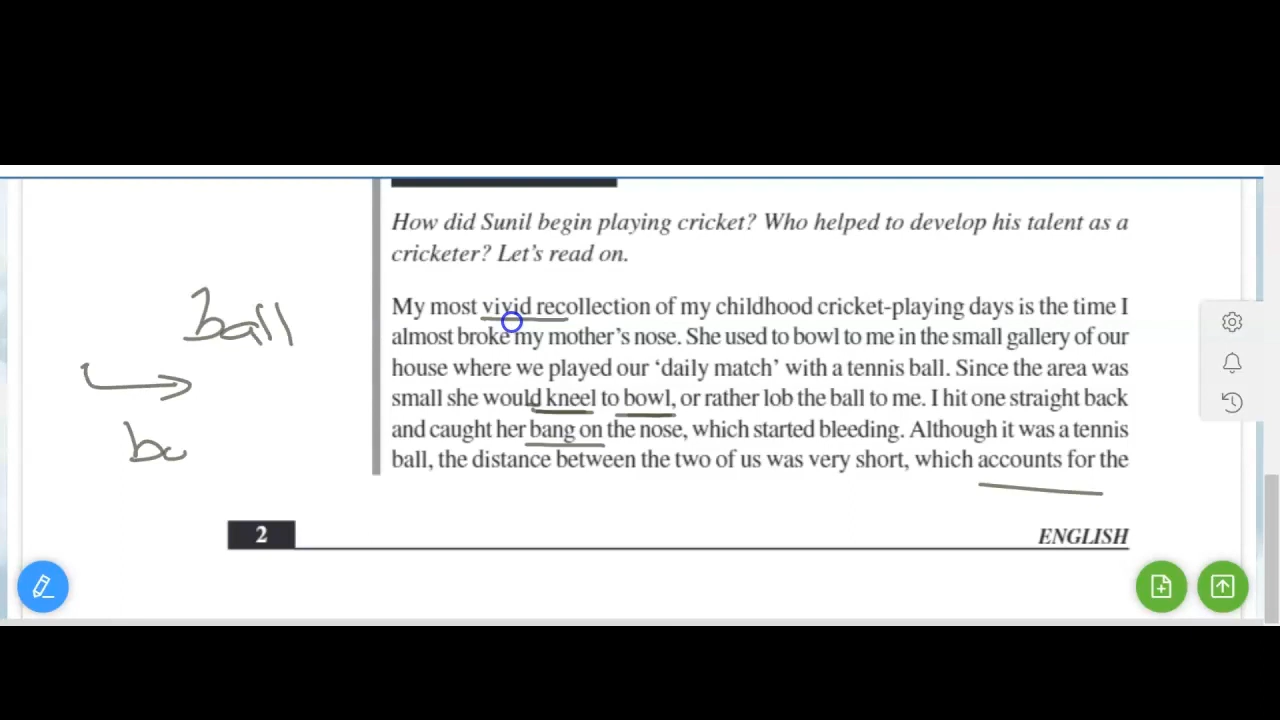 How did Sunil begin playing cricket? Who helped to develop his talent as a
cricketer? Let's read on.
My most vivid recollection of my childhood cricket-playing days is the time I
almost broke my mother's nose. She used to bowl to me in the small gallery of our
house where we played our ‘daily match’ with a tennis ball. Since the area was
small she would kneel to bowl, or rather lob the ball to me. I hit one straight back
and caught her bang on the nose, which started bleeding. Although it was a tennis
ball, the distance between the two of us was very short, which accounts for the
ball
bo
2
ENGLISH